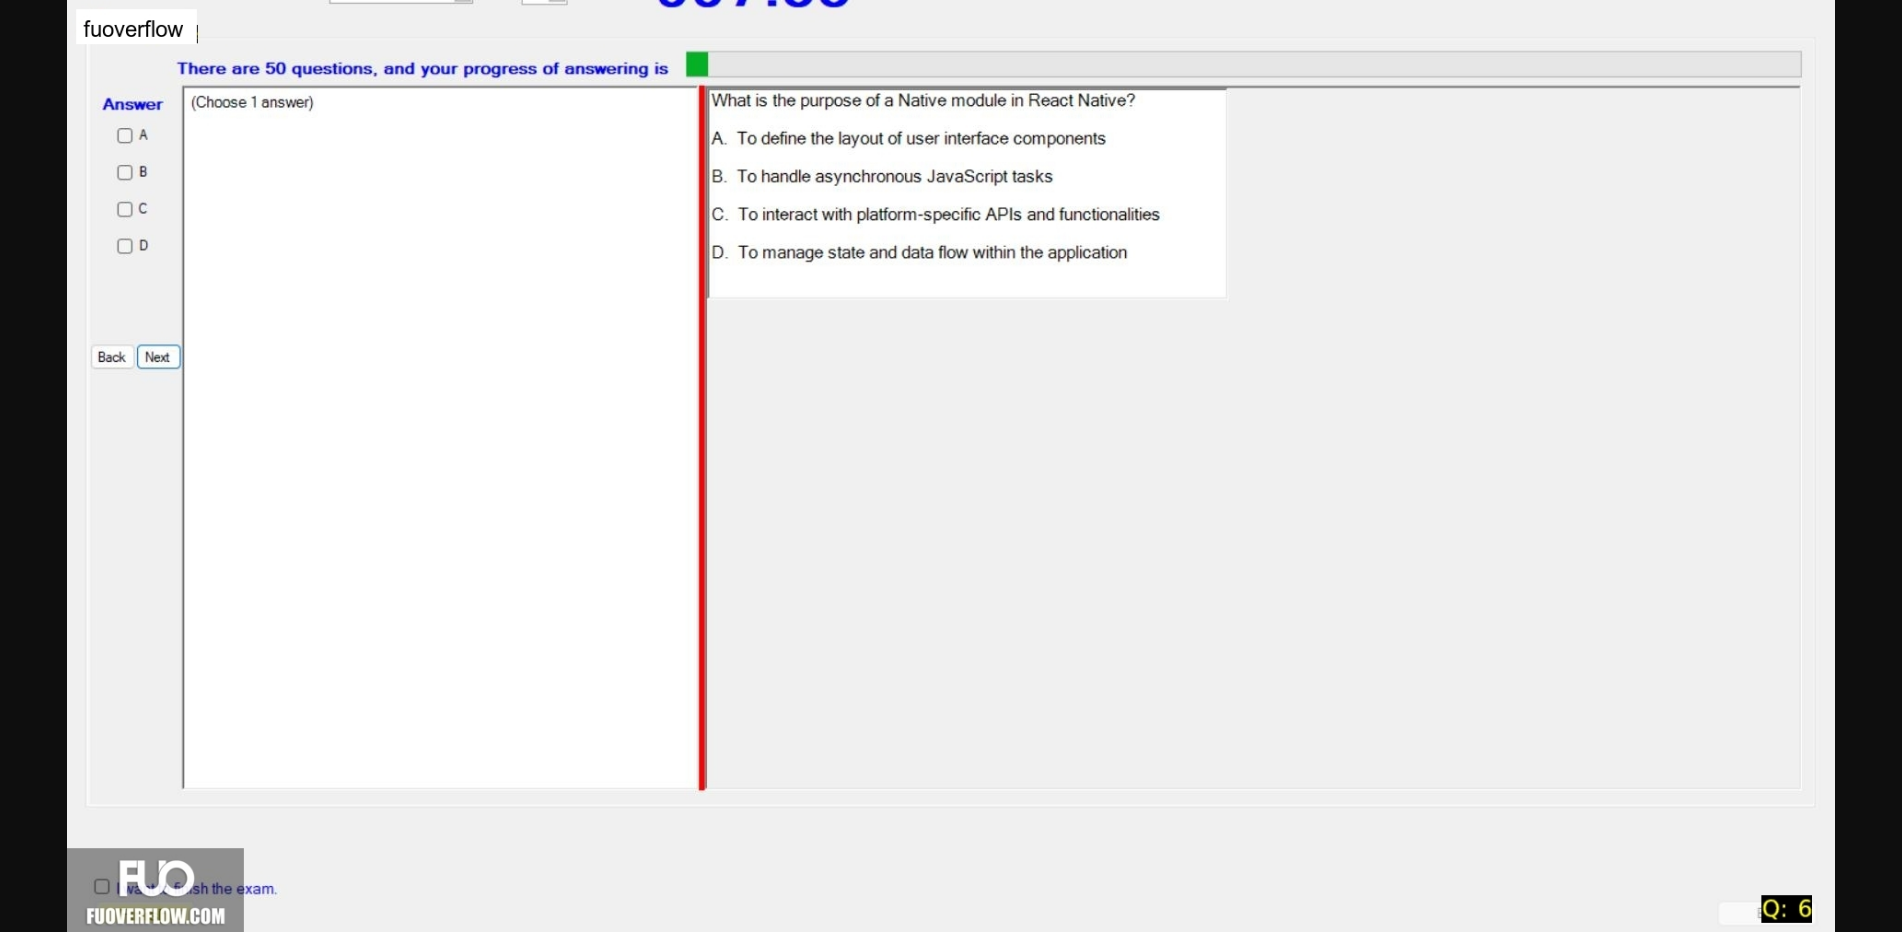 fuoverflow
There are 50 questions, and your progress of answering is
Answer
(Choose 1 answer)
A
B
C
D
Back
Next
What is the purpose of a Native module in React Native?
A. To define the layout of user interface components
B. To handle asynchronous JavaScript tasks
C. To interact with platform-specific APIs and functionalities
D. To manage state and data flow within the application
FUO
sh the exam.
FUOVERFLOW.COM
Q: 6